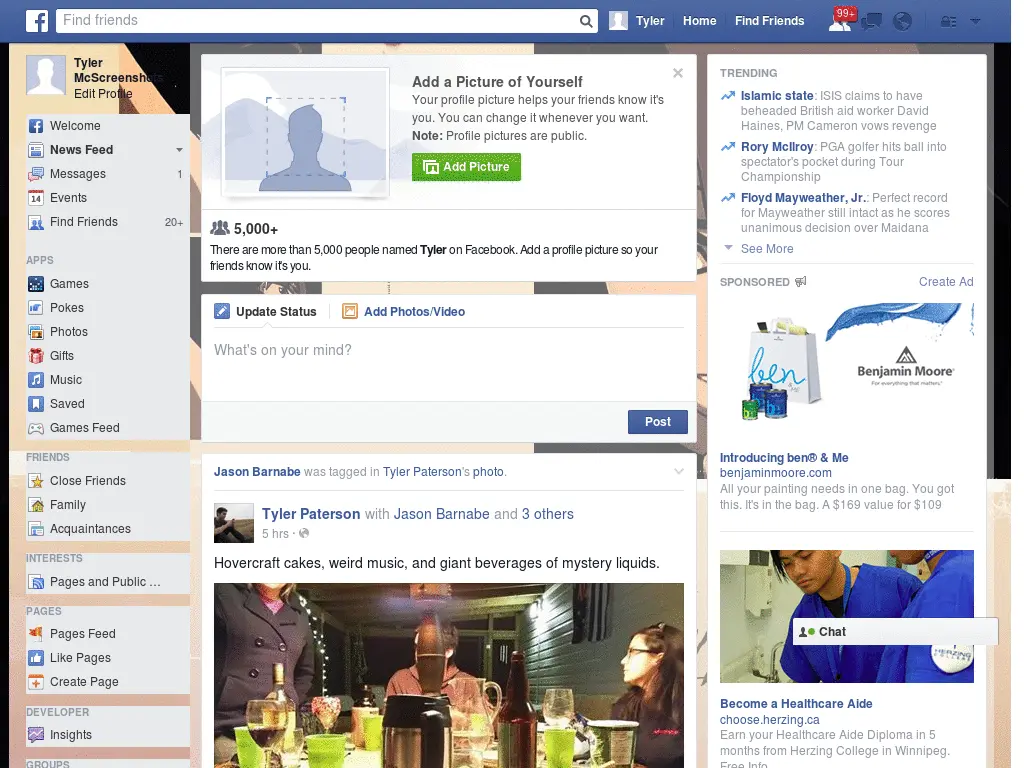 Find friends
Tyler
Home
Find Friends
99+
Tyler
McScreenshots
Edit Profile
Welcome
News Feed
Messages 1
Events
14
Find Friends 20+
APPS
Games
Pokes
Photos
Gifts
Music
Saved
Games Feed
FRIENDS
Close Friends
Family
Acquaintances
INTERESTS
Pages and Public ...
PAGES
Pages Feed
Like Pages
Create Page
DEVELOPER
Insights
GROUPS
Add a Picture of Yourself
Your profile picture helps your friends know it's
you. You can change it whenever you want.
Note: Profile pictures are public.
Add Picture
5,000+
There are more than 5,000 people named Tyler on Facebook. Add a profile picture so your
friends know it's you.
Update Status
Add Photos/Video
What's on your mind?
Post
Jason Barnabe was tagged in Tyler Paterson's photo.
Tyler Paterson with Jason Barnabe and 3 others
5 hrs ·
Hovercraft cakes, weird music, and giant beverages of mystery liquids.
TRENDING
Islamic state: ISIS claims to have
beheaded British aid worker David
Haines, PM Cameron vows revenge
Rory McIlroy: PGA golfer hits ball into
spectator's pocket during Tour
Championship
Floyd Mayweather, Jr.: Perfect record
for Mayweather still intact as he scores
unanimous decision over Maidana
See More
SPONSORED
Create Ad
ben
Benjamin Moore®
For everything that matters.™
Introducing ben® & Me
benjaminmoore.com
All your painting needs in one bag. You got
this. It's in the bag. A $169 value for $109
Chat
HERZING
COLLEGE
Become a Healthcare Aide
choose.herzing.ca
Earn your Healthcare Aide Diploma in 5
months from Herzing College in Winnipeg.
Free Info